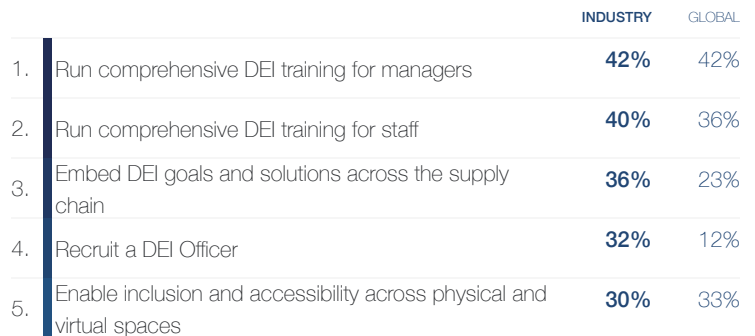 INDUSTRY GLOBAL
1. Run comprehensive DEI training for managers 42% 42%
2. Run comprehensive DEI training for staff 40% 36%
3. Embed DEI goals and solutions across the supply chain 36% 23%
4. Recruit a DEI Officer 32% 12%
5. Enable inclusion and accessibility across physical and virtual spaces 30% 33%